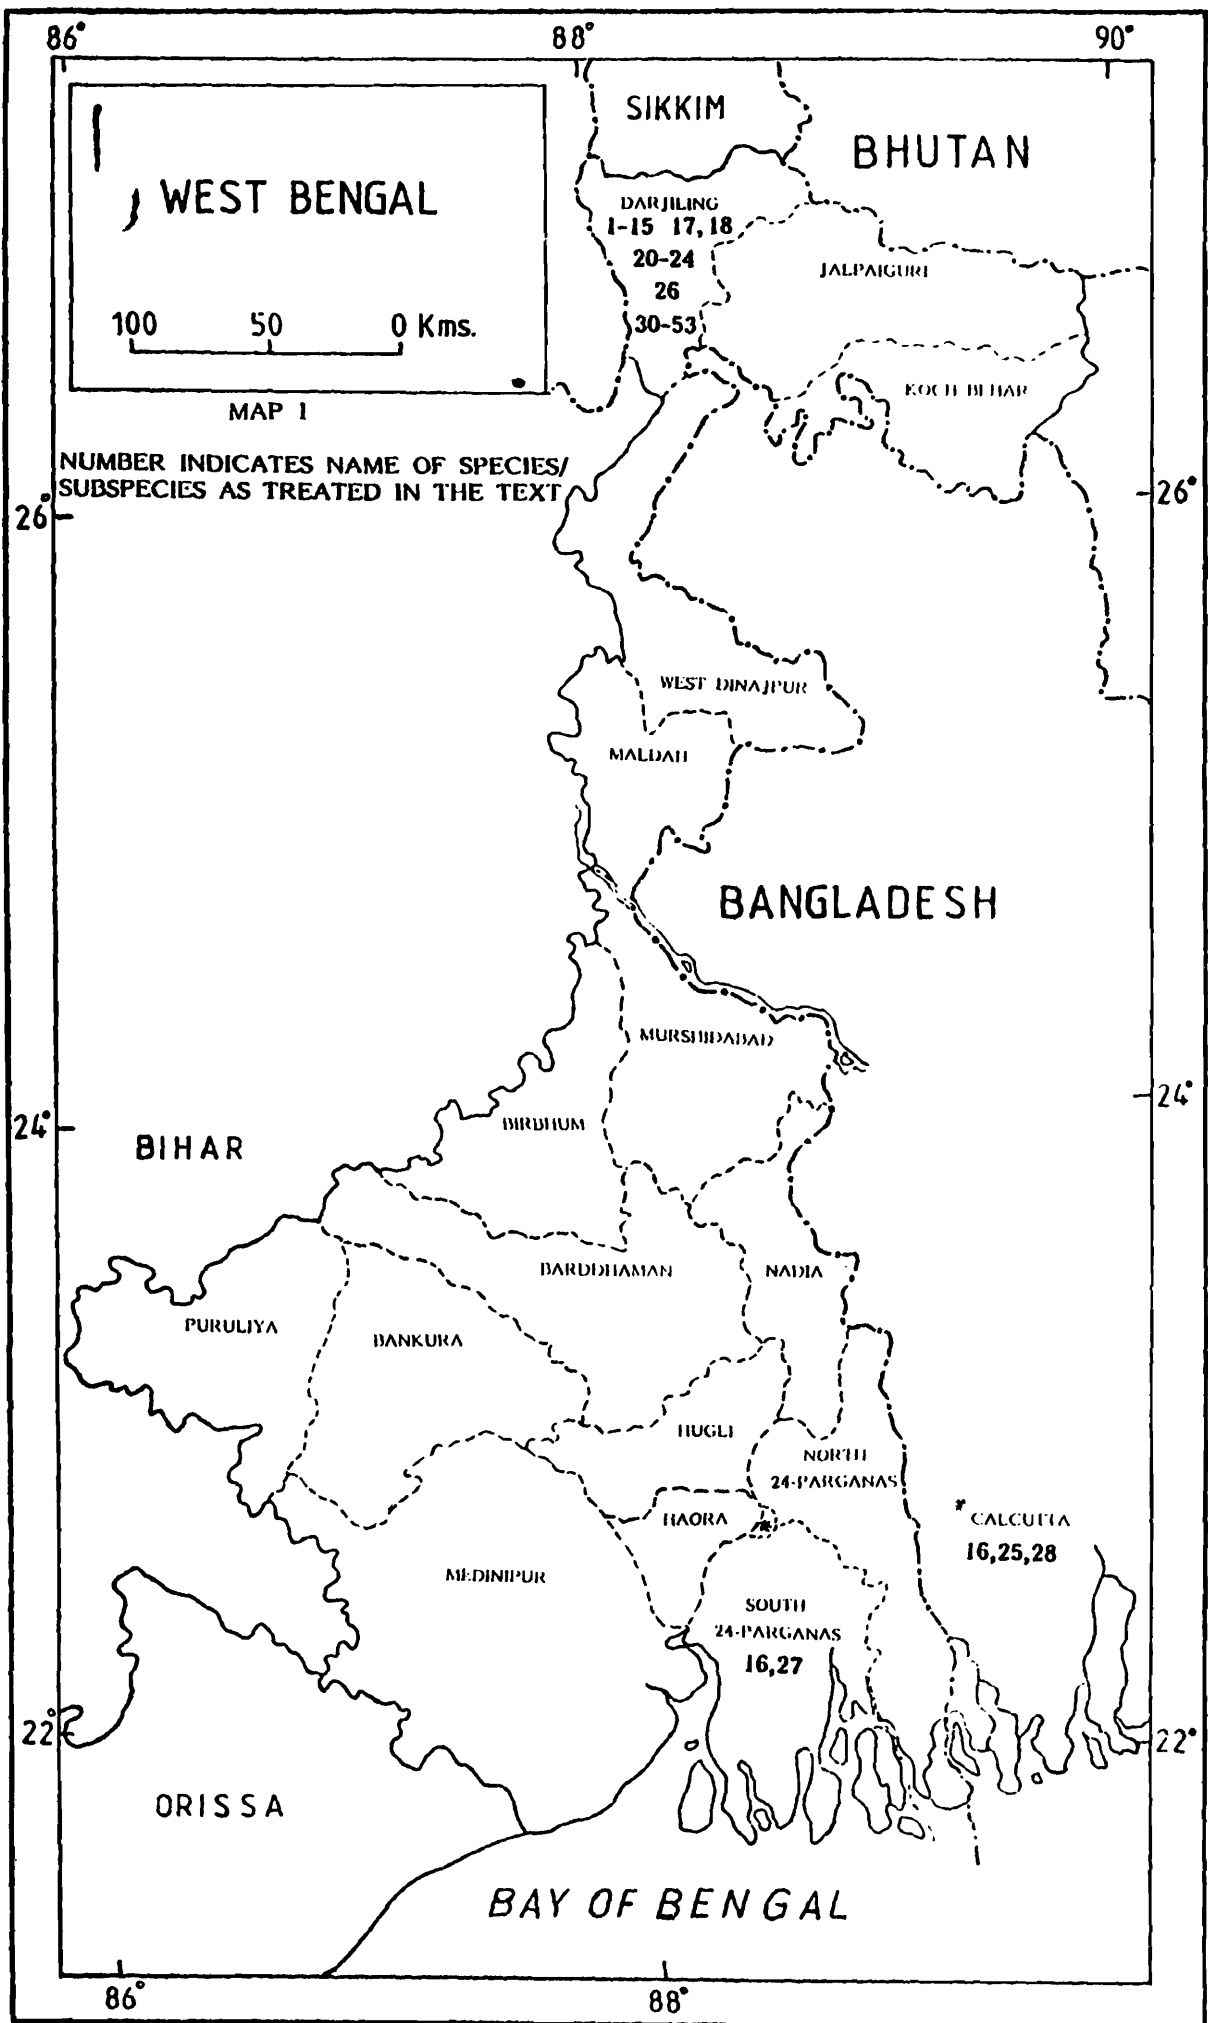 86° 88° 90°
SIKKIM
BHUTAN
WEST BENGAL
DARJILING
1-15 17,18
20-24
26
30-53
JALPAIGURI
100 50 0 Kms.
KOCH BEHAR
MAP 1
NUMBER INDICATES NAME OF SPECIES/
SUBSPECIES AS TREATED IN THE TEXT
26° 26°
WEST DINAJPUR
MALDAH
BANGLADESH
MURSHIDABAD
24° 24°
BIRBHUM
BIHAR
BARDDHAMAN
NADIA
PURULIYA
BANKURA
HUGLI
NORTH
24-PARGANAS
HAORA
* CALCUTTA
16,25,28
MEDINIPUR
SOUTH
24-PARGANAS
16,27
22° 22°
ORISSA
BAY OF BENGAL
86° 88°